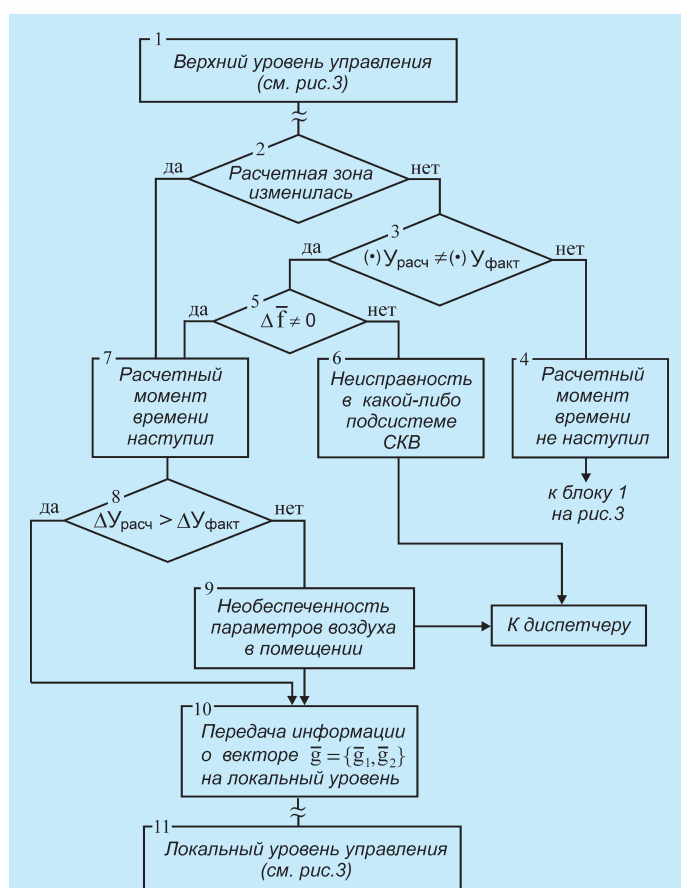 1
Верхний уровень управления
(см. рис.3)
2
да
нет
Расчетная зона
изменилась
3
да
нет
(•) Урасч ≠ (•) Уфакт
5
да
нет
Δ f̅ ≠ 0
7
Расчетный
момент
времени
наступил
6
Неисправность
в какой-либо
подсистеме
СКВ
4
Расчетный
момент
времени
не наступил
к блоку 1
на рис.3
8
да
нет
ΔУрасч > ΔУфакт
9
Необеспеченность
параметров воздуха
в помещении
К диспетчеру
10
Передача информации
о векторе g̅ = {g̅1, g̅2}
на локальный уровень
11
Локальный уровень управления
(см. рис.3)